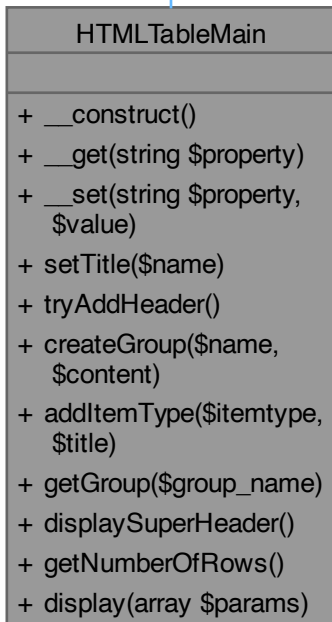 HTMLTableMain
+ __construct()
+ __get(string $property)
+ __set(string $property,
$value)
+ setTitle($name)
+ tryAddHeader()
+ createGroup($name,
$content)
+ addItemType($itemtype,
$title)
+ getGroup($group_name)
+ displaySuperHeader()
+ getNumberOfRows()
+ display(array $params)